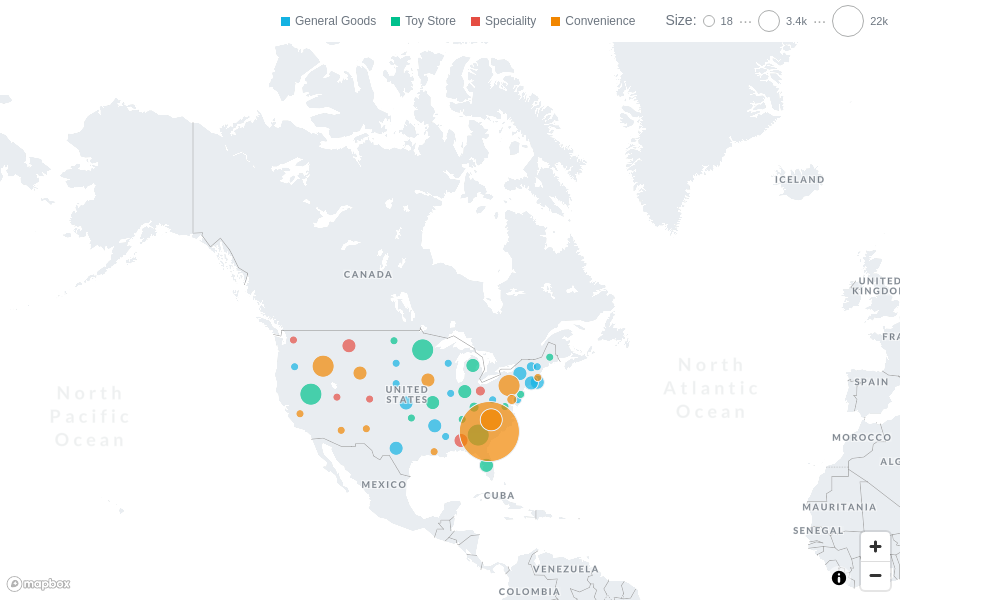 General Goods
Toy Store
Speciality
Convenience
Size:
18
3.4k
22k
ICELAND
CANADA
UNITED
KINGDO
FRA
UNITED
STATES
North
Pacific
Ocean
North
Atlantic
Ocean
SPAIN
MOROCCO
ALG
MEXICO
CUBA
MAURITANIA
SENEGAL
VENEZUELA
COLOMBIA
mapbox